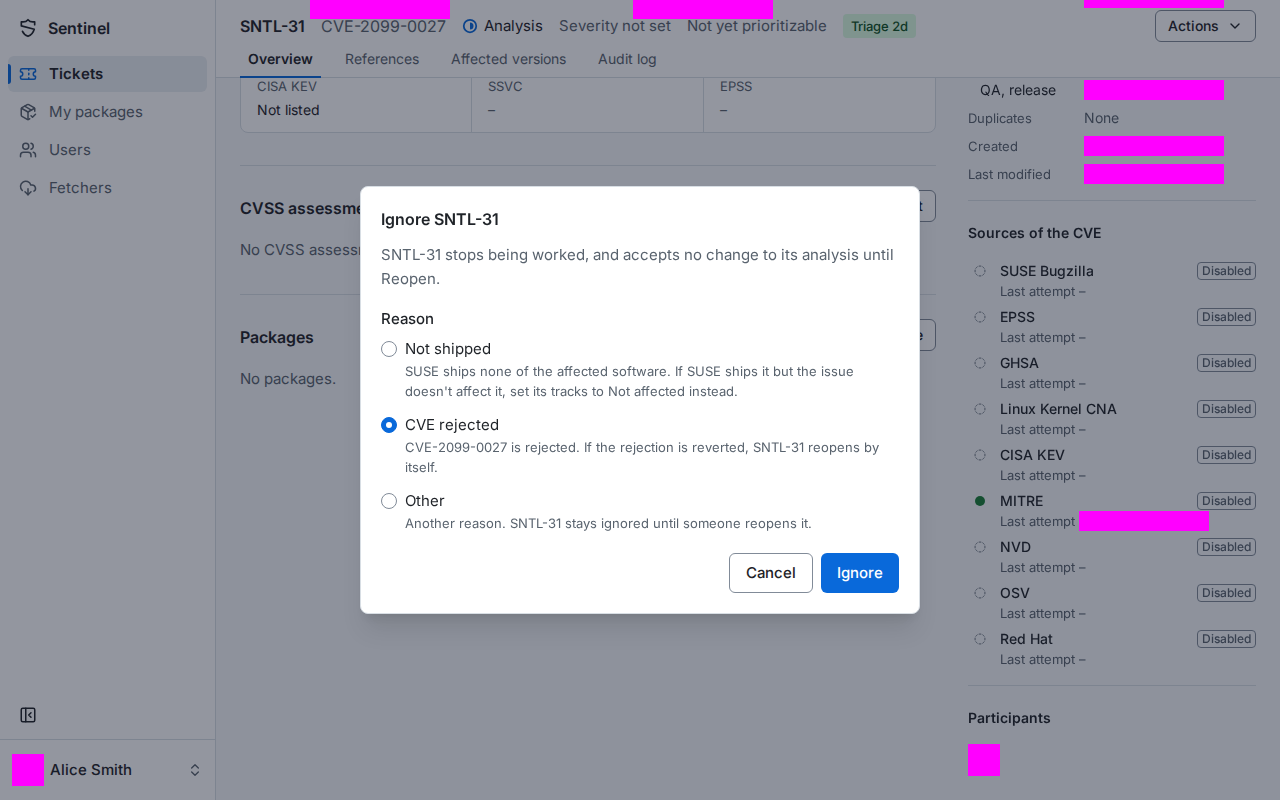 Sentinel
Tickets
My packages
Users
Fetchers
Alice Smith
SNTL-31 CVE-2099-0027 Analysis Severity not set Not yet prioritizable Triage 2d Actions
Overview References Affected versions Audit log
CISA KEV SSVC EPSS
Not listed – –
CVSS assessme
No CVSS assess
Packages
No packages.
Ignore SNTL-31
SNTL-31 stops being worked, and accepts no change to its analysis until
Reopen.
Reason
Not shipped
SUSE ships none of the affected software. If SUSE ships it but the issue
doesn't affect it, set its tracks to Not affected instead.
CVE rejected
CVE-2099-0027 is rejected. If the rejection is reverted, SNTL-31 reopens by
itself.
Other
Another reason. SNTL-31 stays ignored until someone reopens it.
Cancel Ignore
QA, release
Duplicates None
Created
Last modified
Sources of the CVE
SUSE Bugzilla Disabled
Last attempt –
EPSS Disabled
Last attempt –
GHSA Disabled
Last attempt –
Linux Kernel CNA Disabled
Last attempt –
CISA KEV Disabled
Last attempt –
MITRE Disabled
Last attempt
NVD Disabled
Last attempt –
OSV Disabled
Last attempt –
Red Hat Disabled
Last attempt –
Participants